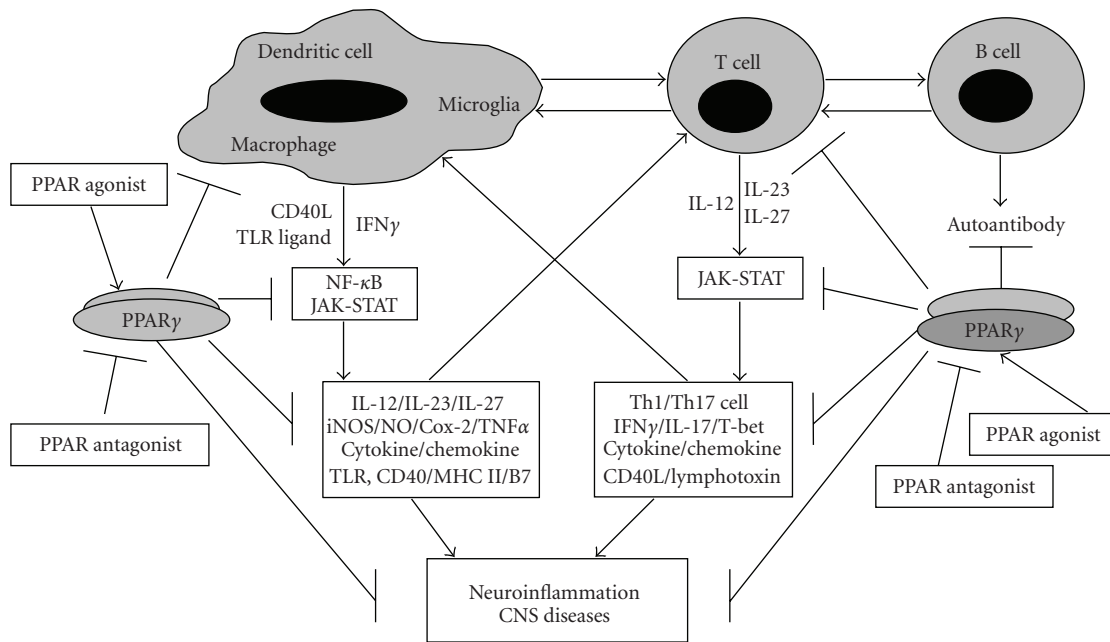 Dendritic cell
Microglia
Macrophage
T cell
B cell
PPAR agonist
CD40L
TLR ligand
IFNγ
IL-12
IL-23
IL-27
Autoantibody
NF-κB
JAK-STAT
JAK-STAT
PPARγ
PPARγ
PPAR antagonist
IL-12/IL-23/IL-27
iNOS/NO/Cox-2/TNFα
Cytokine/chemokine
TLR, CD40/MHC II/B7
Th1/Th17 cell
IFNγ/IL-17/T-bet
Cytokine/chemokine
CD40L/lymphotoxin
PPAR agonist
PPAR antagonist
Neuroinflammation
CNS diseases